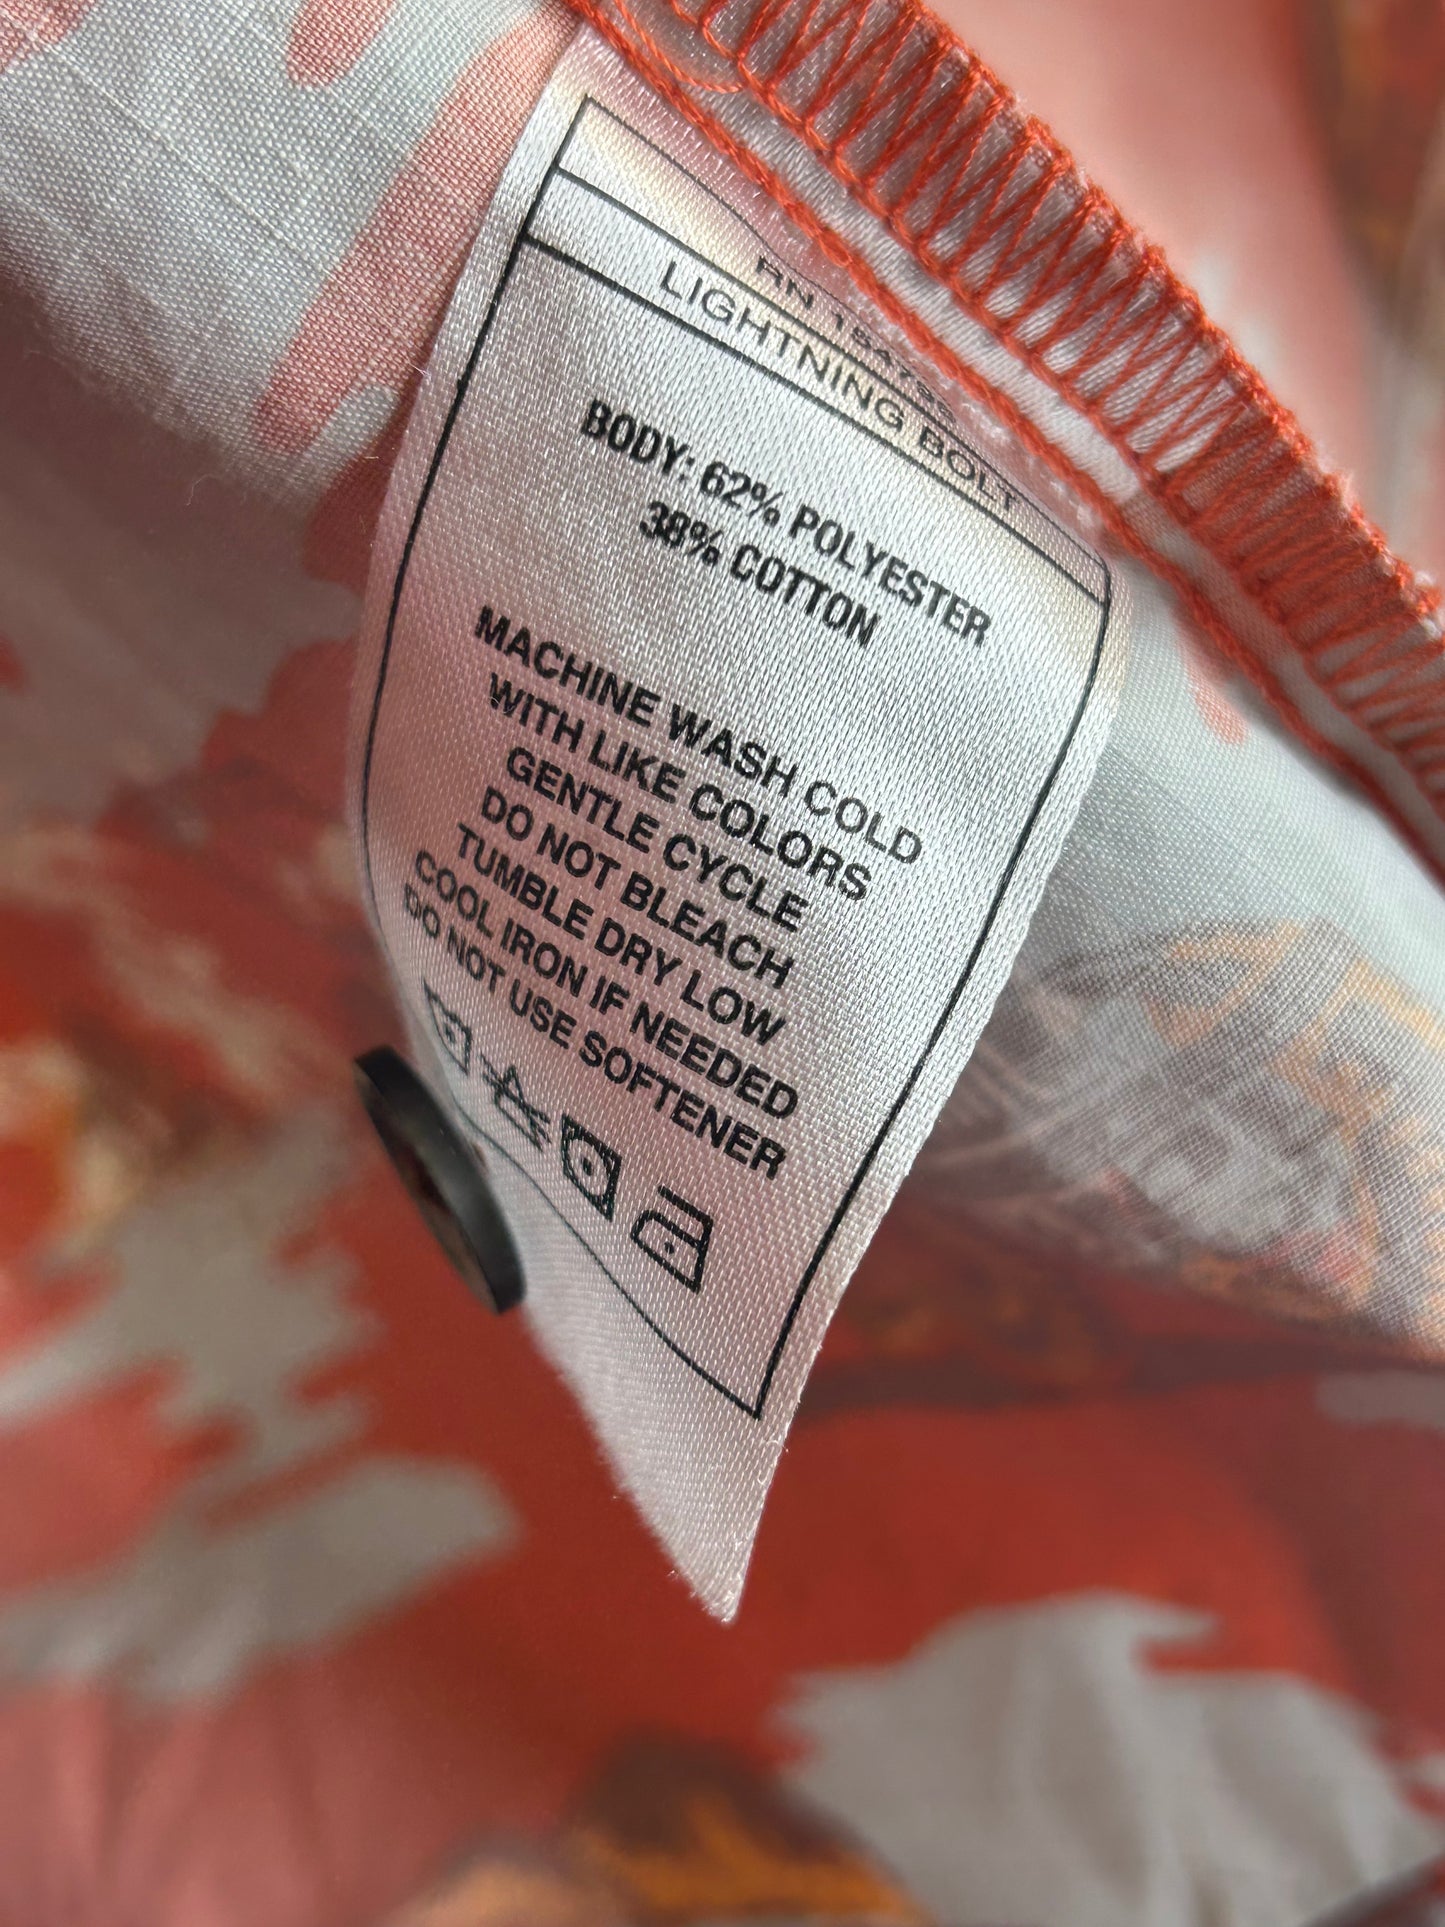 LIGHTNING BOLT
BODY: 62% POLYESTER
38% COTTON
MACHINE WASH COLD
WITH LIKE COLORS
GENTLE CYCLE
DO NOT BLEACH
TUMBLE DRY LOW
COOL IRON IF NEEDED
DO NOT USE SOFTENER